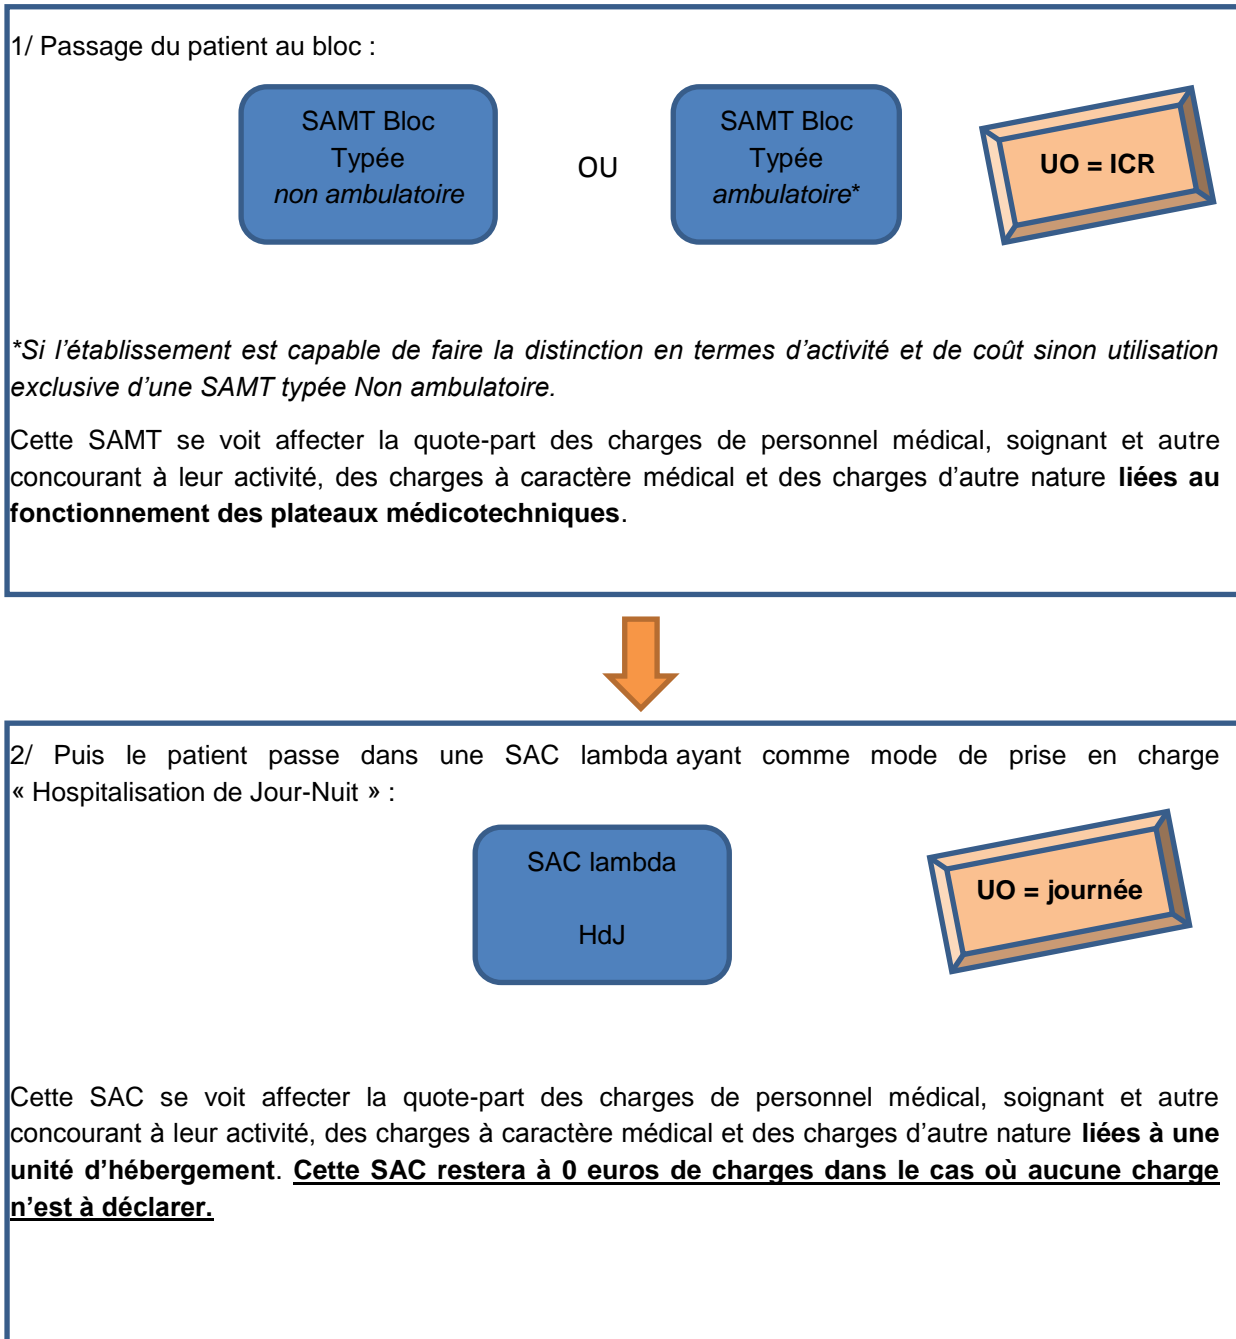 1/ Passage du patient au bloc :
SAMT Bloc
Typée
non ambulatoire
OU
SAMT Bloc
Typée
ambulatoire*
UO = ICR
*Si l’établissement est capable de faire la distinction en termes d’activité et de coût sinon utilisation
exclusive d’une SAMT typée Non ambulatoire.
Cette SAMT se voit affecter la quote-part des charges de personnel médical, soignant et autre
concourant à leur activité, des charges à caractère médical et des charges d’autre nature liées au
fonctionnement des plateaux médicotechniques.
2/ Puis le patient passe dans une SAC lambda ayant comme mode de prise en charge
« Hospitalisation de Jour-Nuit » :
SAC lambda
HdJ
UO = journée
Cette SAC se voit affecter la quote-part des charges de personnel médical, soignant et autre
concourant à leur activité, des charges à caractère médical et des charges d’autre nature liées à une
unité d’hébergement. Cette SAC restera à 0 euros de charges dans le cas où aucune charge
n’est à déclarer.